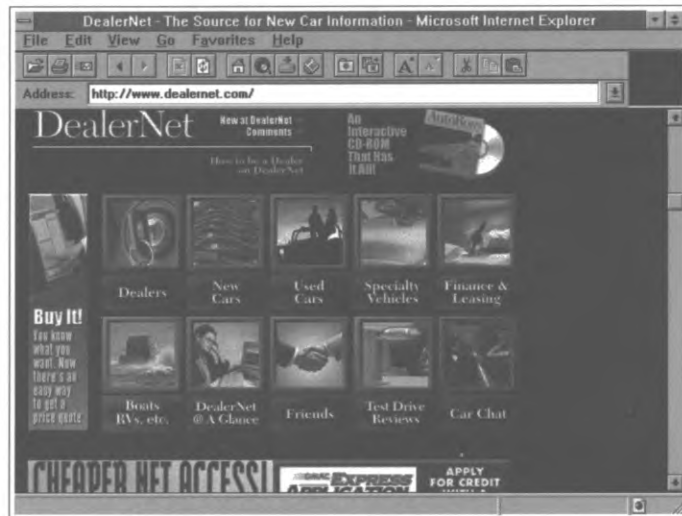 DealerNet - The Source for New Car Information - Microsoft Internet Explorer
File Edit View Go Favorites Help
Address: http://www.dealernet.com/
DealerNet
New at DealerNet
Comments
How to be a Dealer
on DealerNet
An
Interactive
CD-ROM
That Has
It All!
Dealers
New
Cars
Used
Cars
Specialty
Vehicles
Finance &
Leasing
Buy It!
You know
what you
want. Now
there's an
easy way
to get a
price quote
Boats
RVs, etc.
DealerNet
@ A Glance
Friends
Test Drive
Reviews
Car Chat
CHEAPER NET ACCESS!
GMAC EXPRESS
APPLICATION
APPLY
FOR CREDIT
WITH A